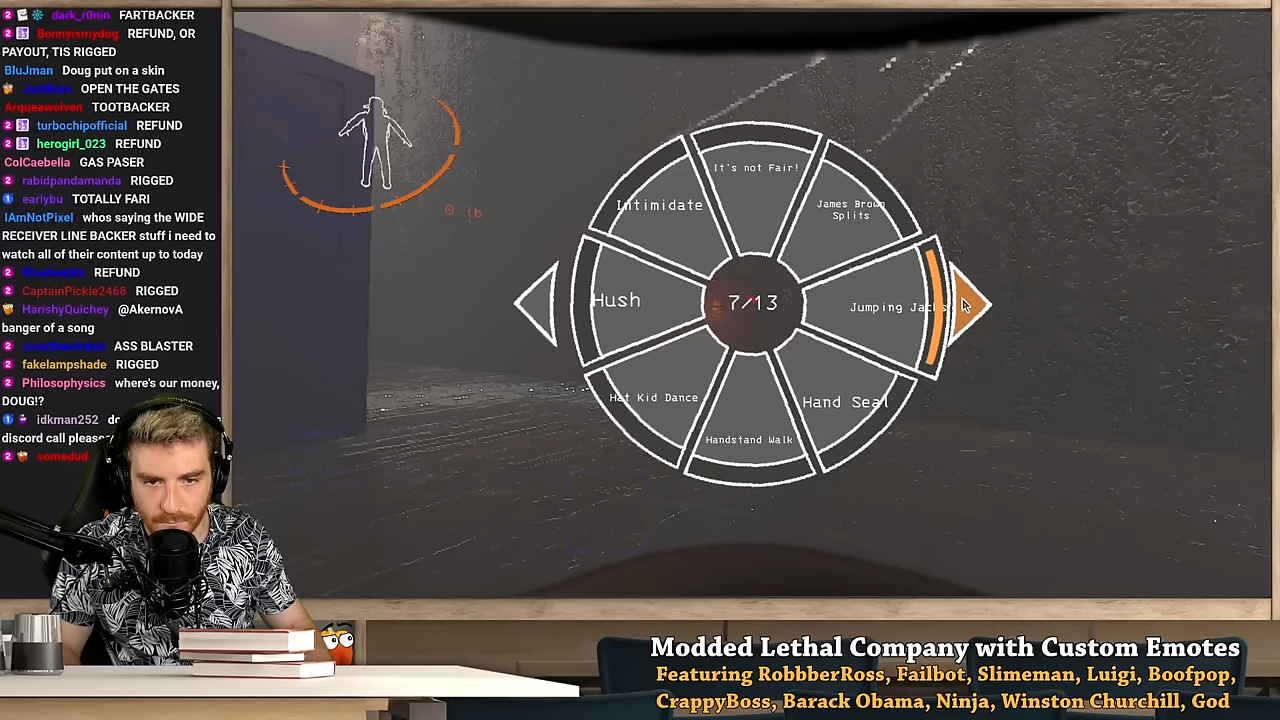 dark_r0nin FARTBACKER
Bonnyismydog REFUND, OR
PAYOUT, TIS RIGGED
BluJman Doug put on a skin
OPEN THE GATES
Arqueawolven TOOTBACKER
turbochipofficial REFUND
herogirl_023 REFUND
ColCaebella GAS PASER
rabidpandamanda RIGGED
earlybu TOTALLY FARI
IAmNotPixel whos saying the WIDE
RECEIVER LINE BACKER stuff i need to
watch all of their content up to today
REFUND
CaptainPickle2468 RIGGED
HarishyQuichey @AkernovA
banger of a song
ASS BLASTER
fakelampshade RIGGED
Philosophysics where's our money,
DOUG!?
idkman252
discord call please
somedud
It's not Fair!
Intimidate
James Brown
Splits
Hush
7/13
Jumping Jacks
Hat Kid Dance
Hand Seal
Handstand Walk
0 lb
Modded Lethal Company with Custom Emotes
Featuring RobbberRoss, Failbot, Slimeman, Luigi, Boofpop,
CrappyBoss, Barack Obama, Ninja, Winston Churchill, God